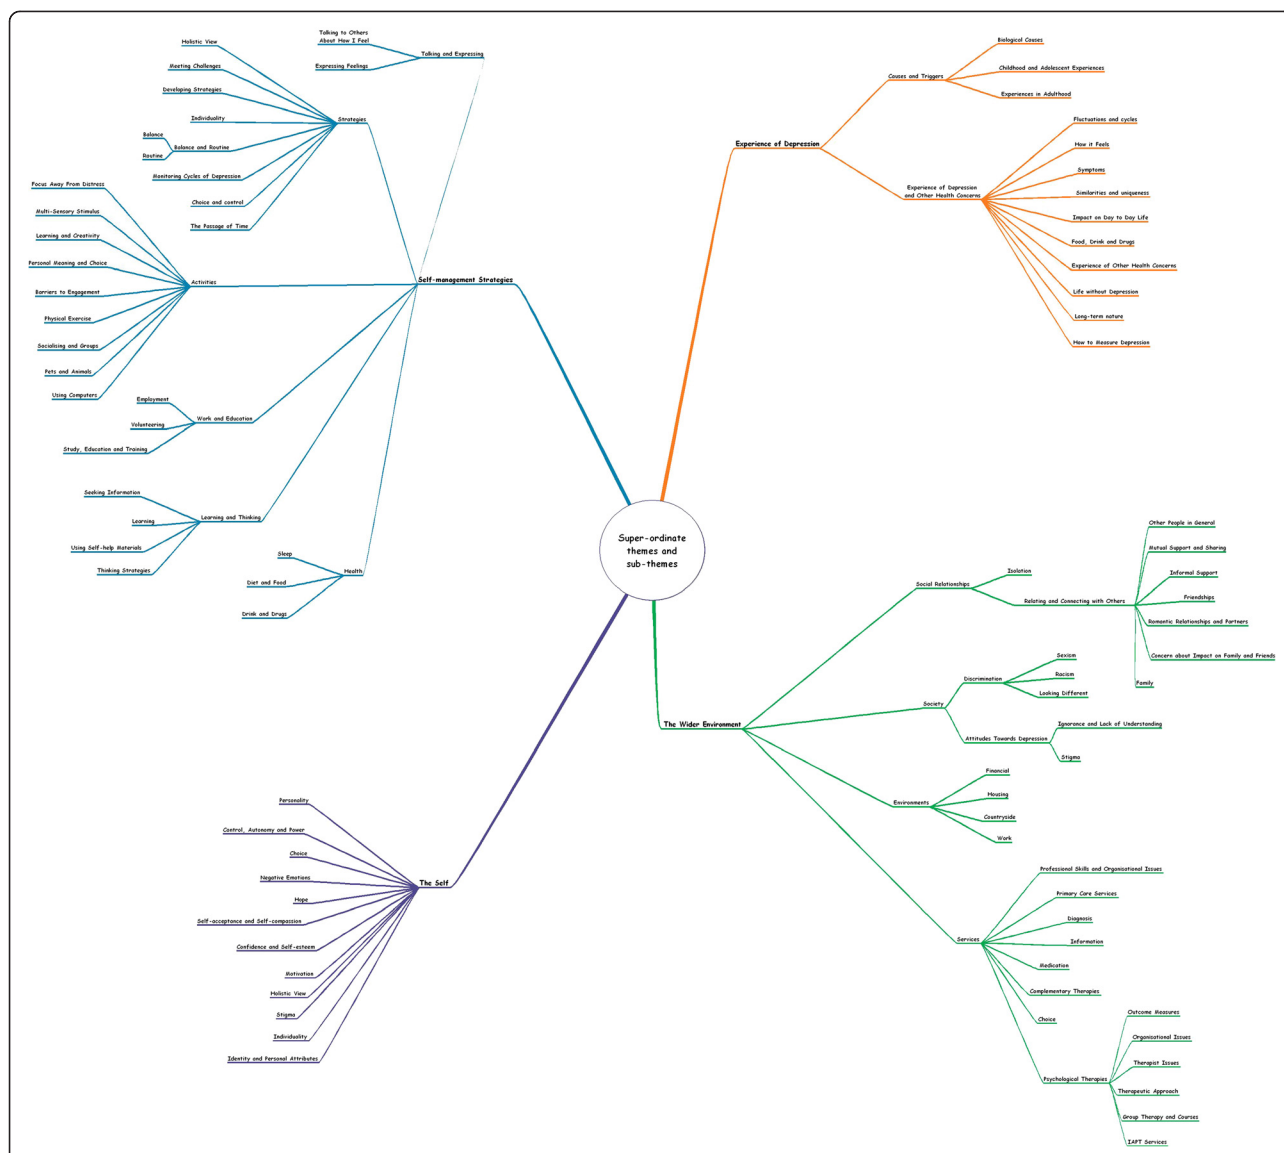 Super-ordinate
themes and
sub-themes
Self-management Strategies
Talking and Expressing
Talking to Others
About How I Feel
Expressing Feelings
Strategies
Holistic View
Meeting Challenges
Developing Strategies
Individuality
Balance and Routine
Balance
Routine
Monitoring Cycles of Depression
Choice and control
The Passage of Time
Activities
Focus Away From Distress
Multi-Sensory Stimulus
Learning and Creativity
Personal Meaning and Choice
Barriers to Engagement
Physical Exercise
Socialising and Groups
Pets and Animals
Using Computers
Work and Education
Employment
Volunteering
Study, Education and Training
Learning and Thinking
Seeking Information
Learning
Using Self-help Materials
Thinking Strategies
Health
Sleep
Diet and Food
Drink and Drugs
Experience of Depression
Causes and Triggers
Biological Causes
Childhood and Adolescent Experiences
Experiences in Adulthood
Experience of Depression
and Other Health Concerns
Fluctuations and cycles
How it Feels
Symptoms
Similarities and uniqueness
Impact on Day to Day Life
Food, Drink and Drugs
Experience of Other Health Concerns
Life without Depression
Long-term nature
How to Measure Depression
The Wider Environment
Social Relationships
Isolation
Relating and Connecting with Others
Other People in General
Mutual Support and Sharing
Informal Support
Friendships
Romantic Relationships and Partners
Concern about Impact on Family and Friends
Family
Society
Discrimination
Sexism
Racism
Looking Different
Attitudes Towards Depression
Ignorance and Lack of Understanding
Stigma
Environments
Financial
Housing
Countryside
Work
Services
Professional Skills and Organisational Issues
Primary Care Services
Diagnosis
Information
Medication
Complementary Therapies
Choice
Psychological Therapies
Outcome Measures
Organisational Issues
Therapist Issues
Therapeutic Approach
Group Therapy and Courses
IAPT Services
The Self
Personality
Control, Autonomy and Power
Choice
Negative Emotions
Hope
Self-acceptance and Self-compassion
Confidence and Self-esteem
Motivation
Holistic View
Stigma
Individuality
Identity and Personal Attributes